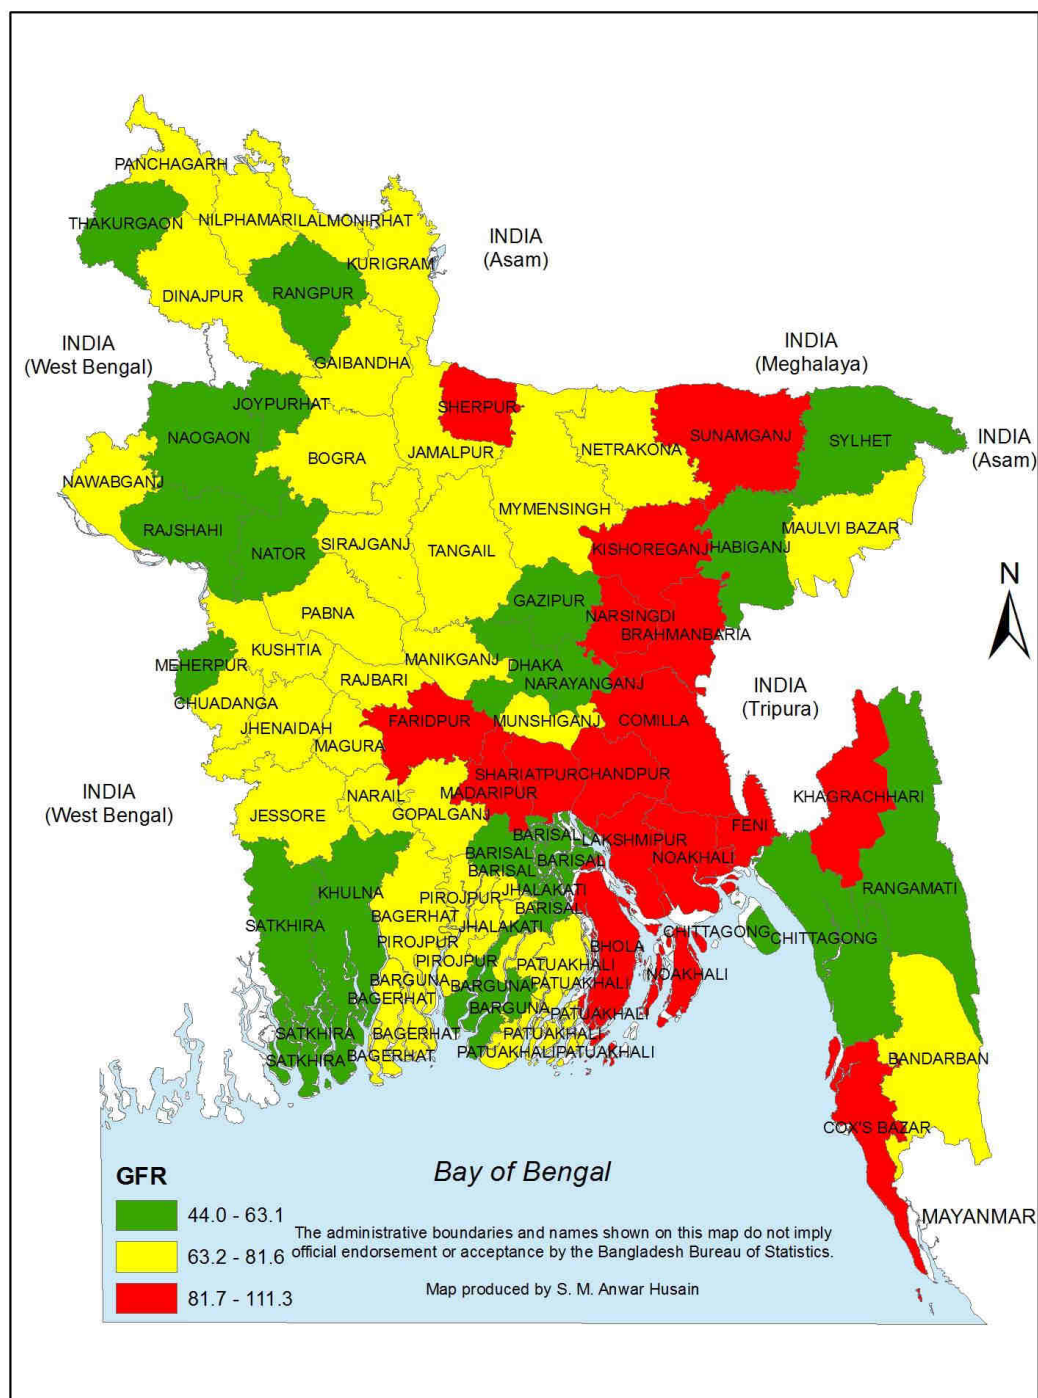 PANCHAGARH
THAKURGAON
NILPHAMARI
LALMONIRHAT
INDIA
(Asam)
KURIGRAM
DINAJPUR
RANGPUR
INDIA
(West Bengal)
INDIA
(Meghalaya)
GAIBANDHA
JOYPURHAT
SHERPUR
NAOGAON
SUNAMGANJ
SYLHET
INDIA
(Asam)
BOGRA
JAMALPUR
NETRAKONA
NAWABGANJ
MYMENSINGH
MAULVI BAZAR
RAJSHAHI
NATOR
SIRAJGANJ
TANGAIL
KISHOREGANJ
HABIGANJ
N
GAZIPUR
PABNA
NARSINGDI
BRAHMANBARIA
KUSHTIA
MEHERPUR
MANIKGANJ
DHAKA
RAJBARI
NARAYANGANJ
INDIA
(Tripura)
CHUADANGA
JHENAIDAH
FARIDPUR
MUNSHIGANJ
COMILLA
MAGURA
SHARIATPUR
CHANDPUR
INDIA
(West Bengal)
NARAIL
MADARIPUR
KHAGRACHHARI
JESSORE
GOPALGANJ
FENI
BARISAL
LAKSHMIPUR
BARISAL
BARISAL
NOAKHALI
BARISAL
KHULNA
PIROJPUR
JHALAKATI
RANGAMATI
BARISAL
BAGERHAT
SATKHIRA
JHALAKATI
CHITTAGONG
CHITTAGONG
PIROJPUR
BHOLA
PIROJPUR
PATUAKHALI
NOAKHALI
BARGUNA
BARGUNA
PATUAKHALI
BAGERHAT
BARGUNA
PATUAKHALI
SATKHIRA
BAGERHAT
PATUAKHALI
SATKHIRA
BAGERHAT
PATUAKHALI
PATUAKHALI
BANDARBAN
COX'S BAZAR
Bay of Bengal
GFR
44.0 - 63.1
63.2 - 81.6
81.7 - 111.3
The administrative boundaries and names shown on this map do not imply
official endorsement or acceptance by the Bangladesh Bureau of Statistics.
Map produced by S. M. Anwar Husain
MAYANMAR